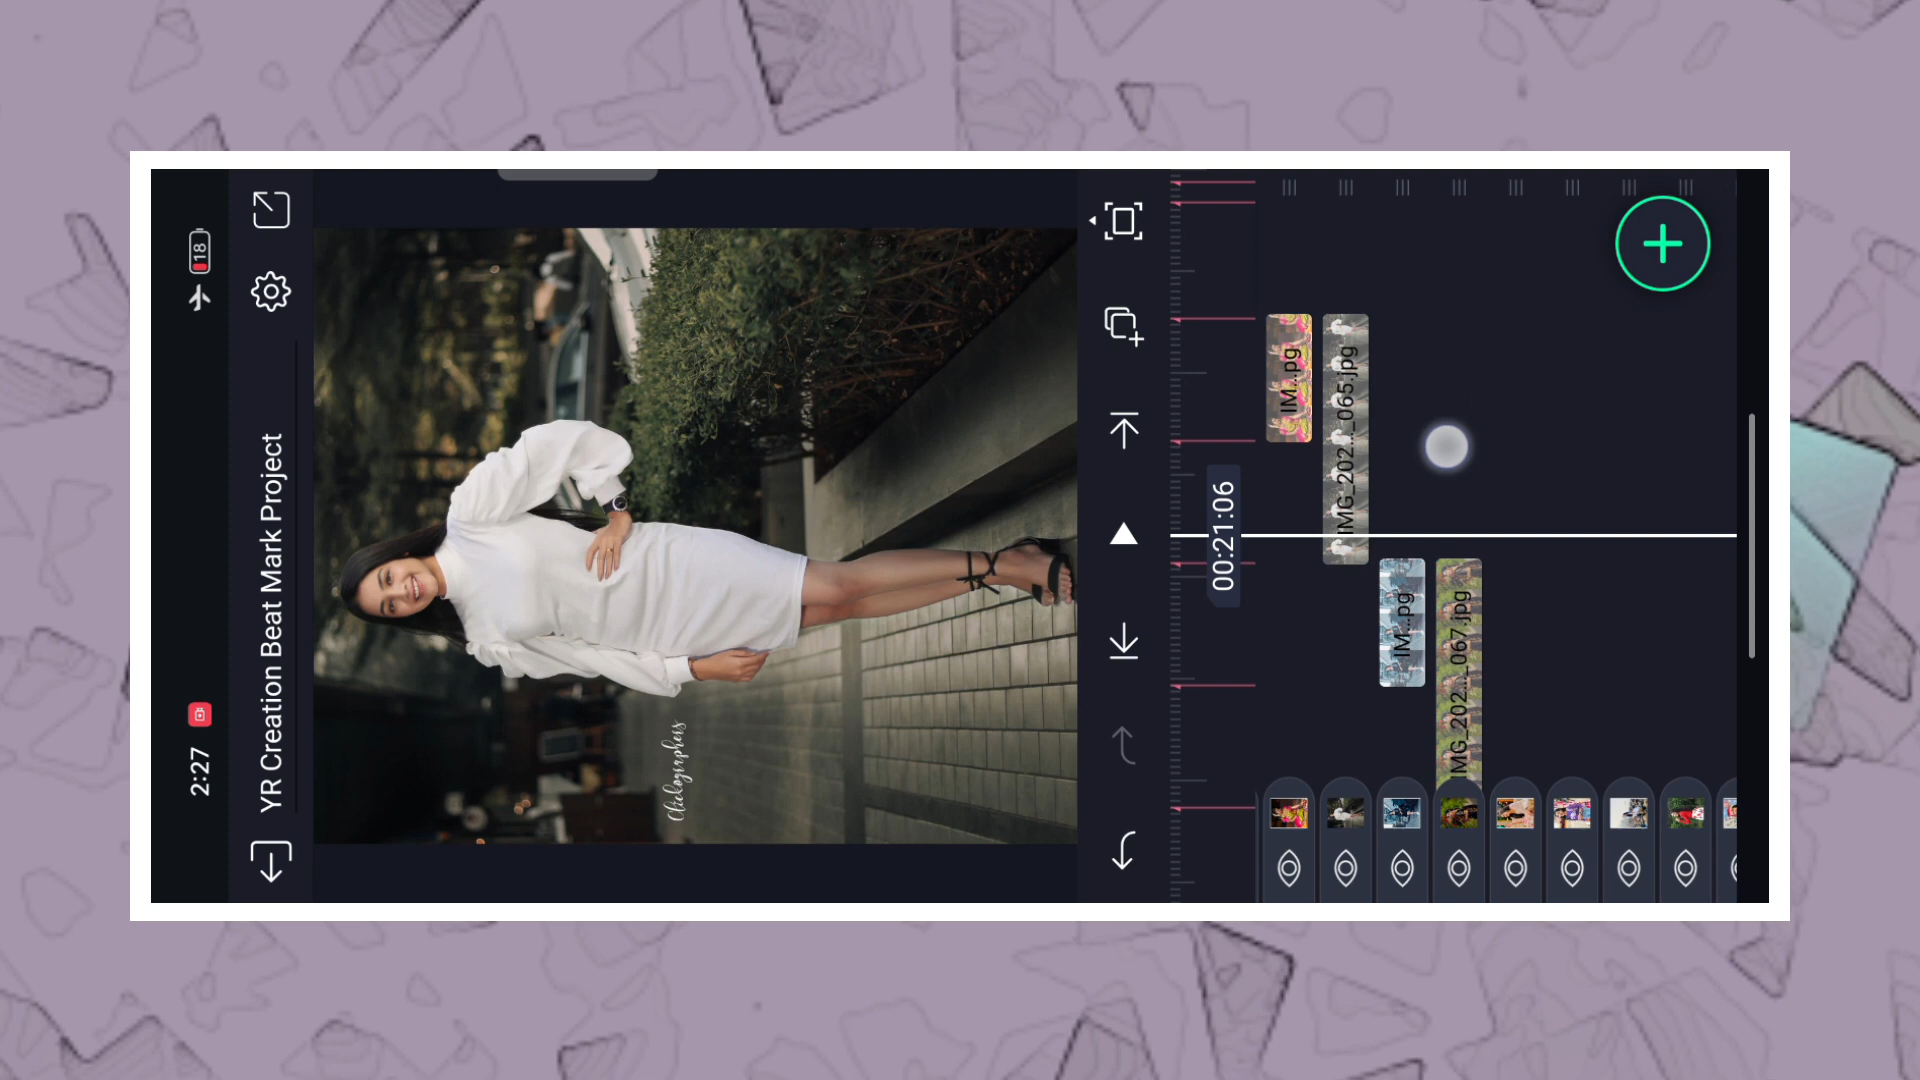 2:27
18
YR Creation Beat Mark Project
Clickographers
00:21:06
IM...pg
IMG_202..._065.jpg
IM...pg
IMG_202..._067.jpg